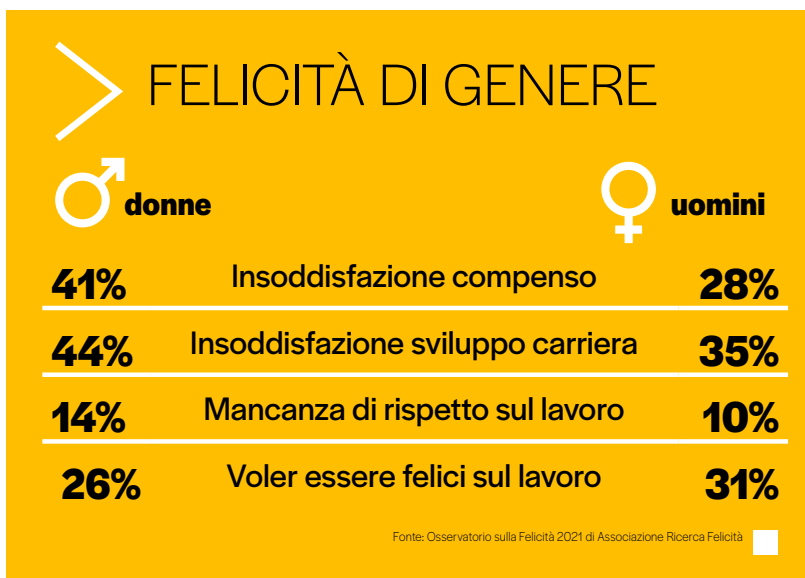 FELICITÀ DI GENERE
donne uomini
41% Insoddisfazione compenso 28%
44% Insoddisfazione sviluppo carriera 35%
14% Mancanza di rispetto sul lavoro 10%
26% Voler essere felici sul lavoro 31%
Fonte: Osservatorio sulla Felicità 2021 di Associazione Ricerca Felicità